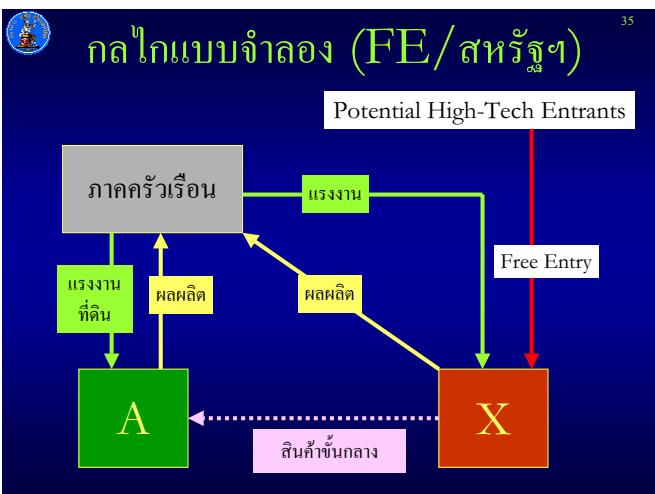 35
กลไกแบบจำลอง (FE/สหรัฐฯ)
Potential High-Tech Entrants
ภาคครัวเรือน
แรงงาน
Free Entry
แรงงาน
ที่ดิน
ผลผลิต
ผลผลิต
A
X
สินค้าขั้นกลาง